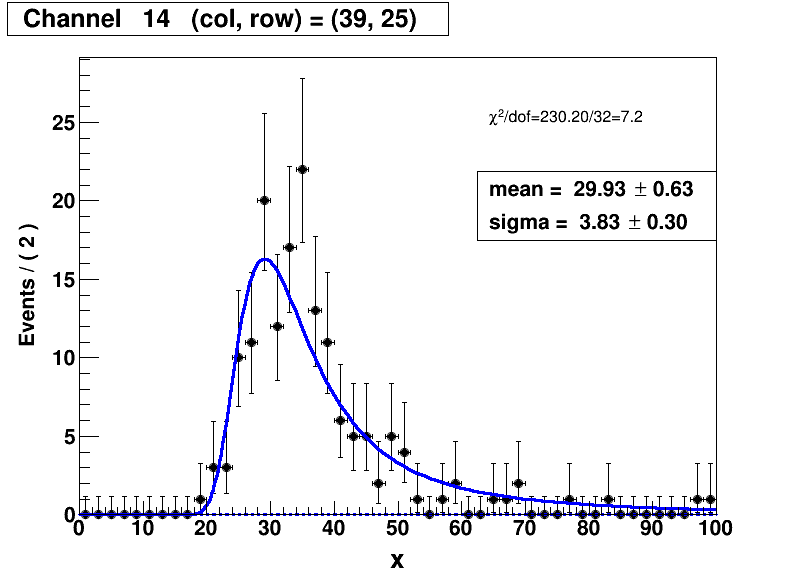 Channel 14 (col, row) = (39, 25)
χ²/dof=230.20/32=7.2
mean = 29.93 ± 0.63
sigma = 3.83 ± 0.30
Events / ( 2 )
25
20
15
10
5
0
0 10 20 30 40 50 60 70 80 90 100
x